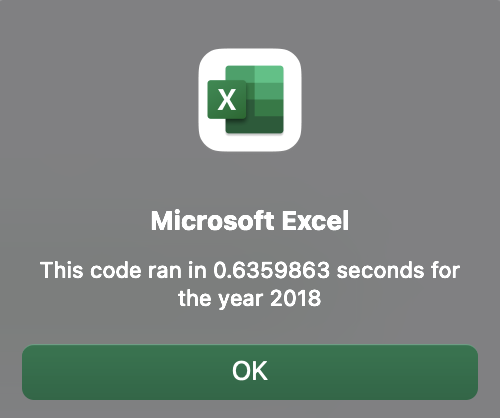 X
Microsoft Excel
This code ran in 0.6359863 seconds for
the year 2018
OK